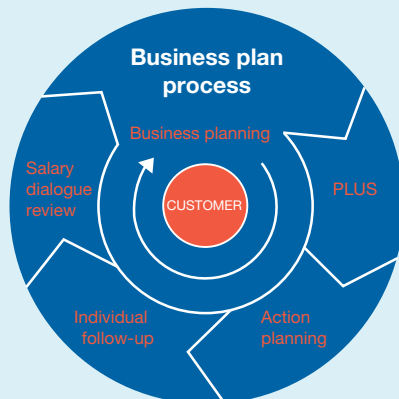 Business plan
process
Business planning
Salary
dialogue
review
CUSTOMER
PLUS
Individual
follow-up
Action
planning